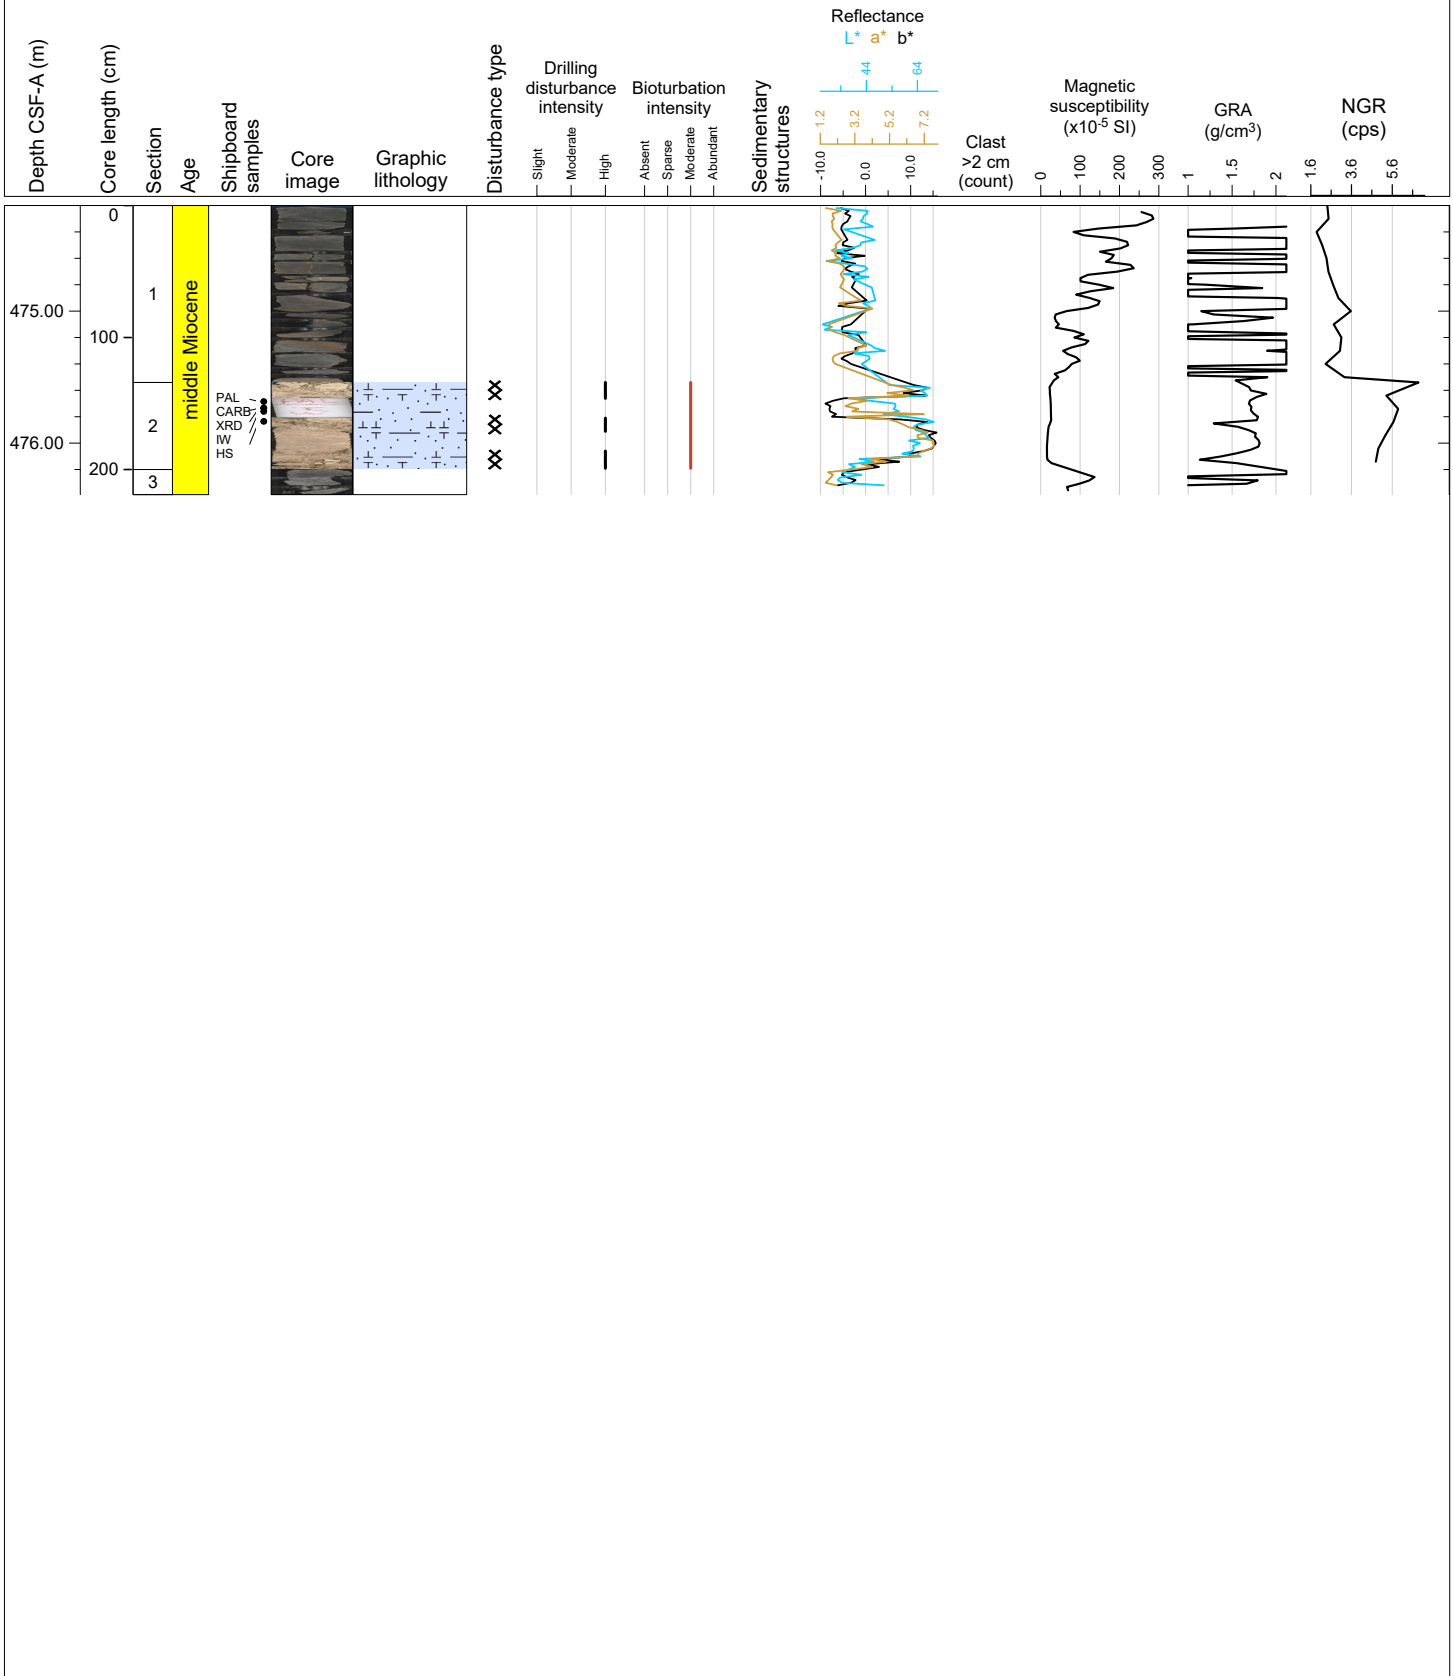 Depth CSF-A (m)
Core length (cm)
Section
Age
Shipboard
samples
Core
image
Graphic
lithology
Disturbance type
Drilling
disturbance
intensity
Slight
Moderate
High
Bioturbation
intensity
Absent
Sparse
Moderate
Abundant
Sedimentary
structures
Reflectance
L* a* b*
44 64
1.2 3.2 5.2 7.2
-10.0 0.0 10.0
Clast
>2 cm
(count)
Magnetic
susceptibility
(x10-5 SI)
0 100 200 300
GRA
(g/cm3)
1 1.5 2
NGR
(cps)
1.6 3.6 5.6
475.00
476.00
0
100
200
1
2
3
middle Miocene
PAL
CARB
XRD
IW
HS